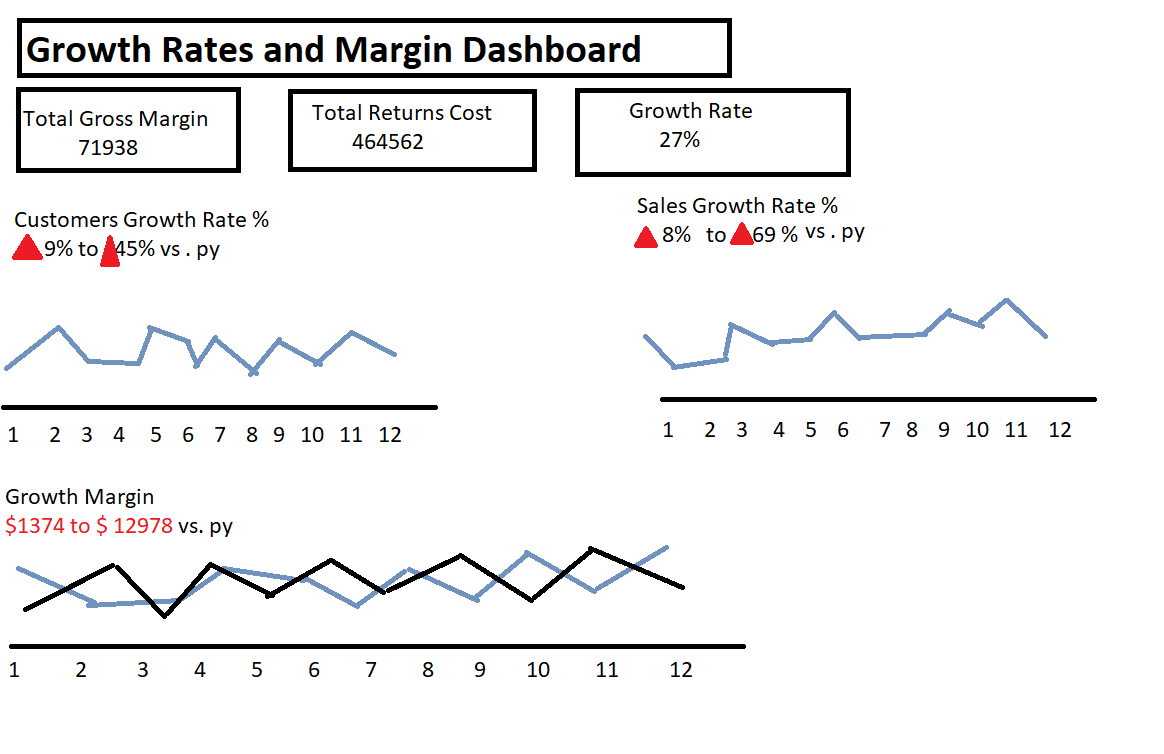 Growth Rates and Margin Dashboard
Total Gross Margin
71938
Total Returns Cost
464562
Growth Rate
27%
Customers Growth Rate %
9% to 45% vs . py
Sales Growth Rate %
8% to 69 % vs . py
1 2 3 4 5 6 7 8 9 10 11 12
1 2 3 4 5 6 7 8 9 10 11 12
Growth Margin
$1374 to $ 12978 vs. py
1 2 3 4 5 6 7 8 9 10 11 12